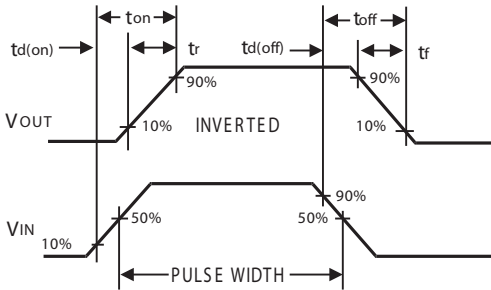 ton toff
td(on) tr td(off) tf
90% 90%
VOUT 10% INVERTED 10%
90%
VIN 50% 50%
10%
PULSE WIDTH